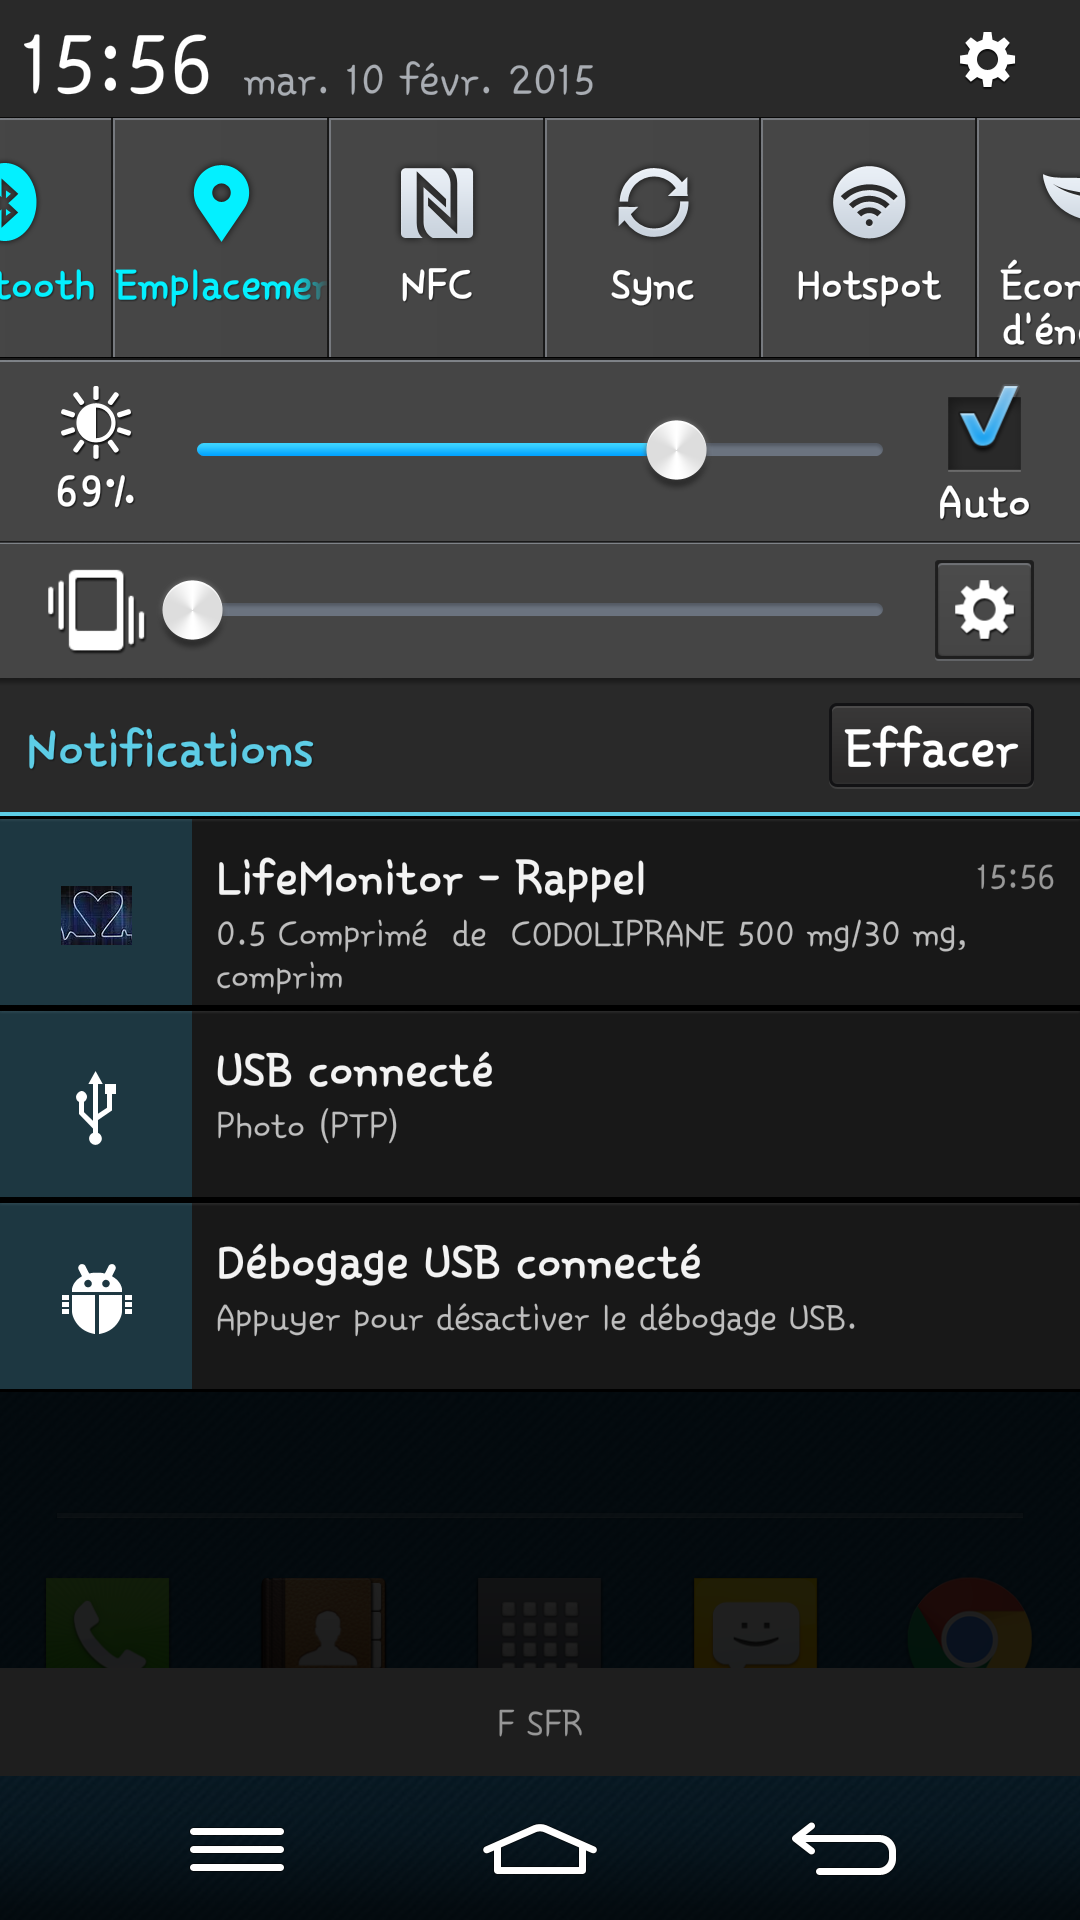 15:56 mar. 10 févr. 2015
tooth Emplacemen NFC Sync Hotspot Écon
d'éne
69%
Auto
Notifications Effacer
LifeMonitor - Rappel 15:56
0.5 Comprimé de CODOLIPRANE 500 mg/30 mg,
comprim
USB connecté
Photo (PTP)
Débogage USB connecté
Appuyer pour désactiver le débogage USB.
F SFR